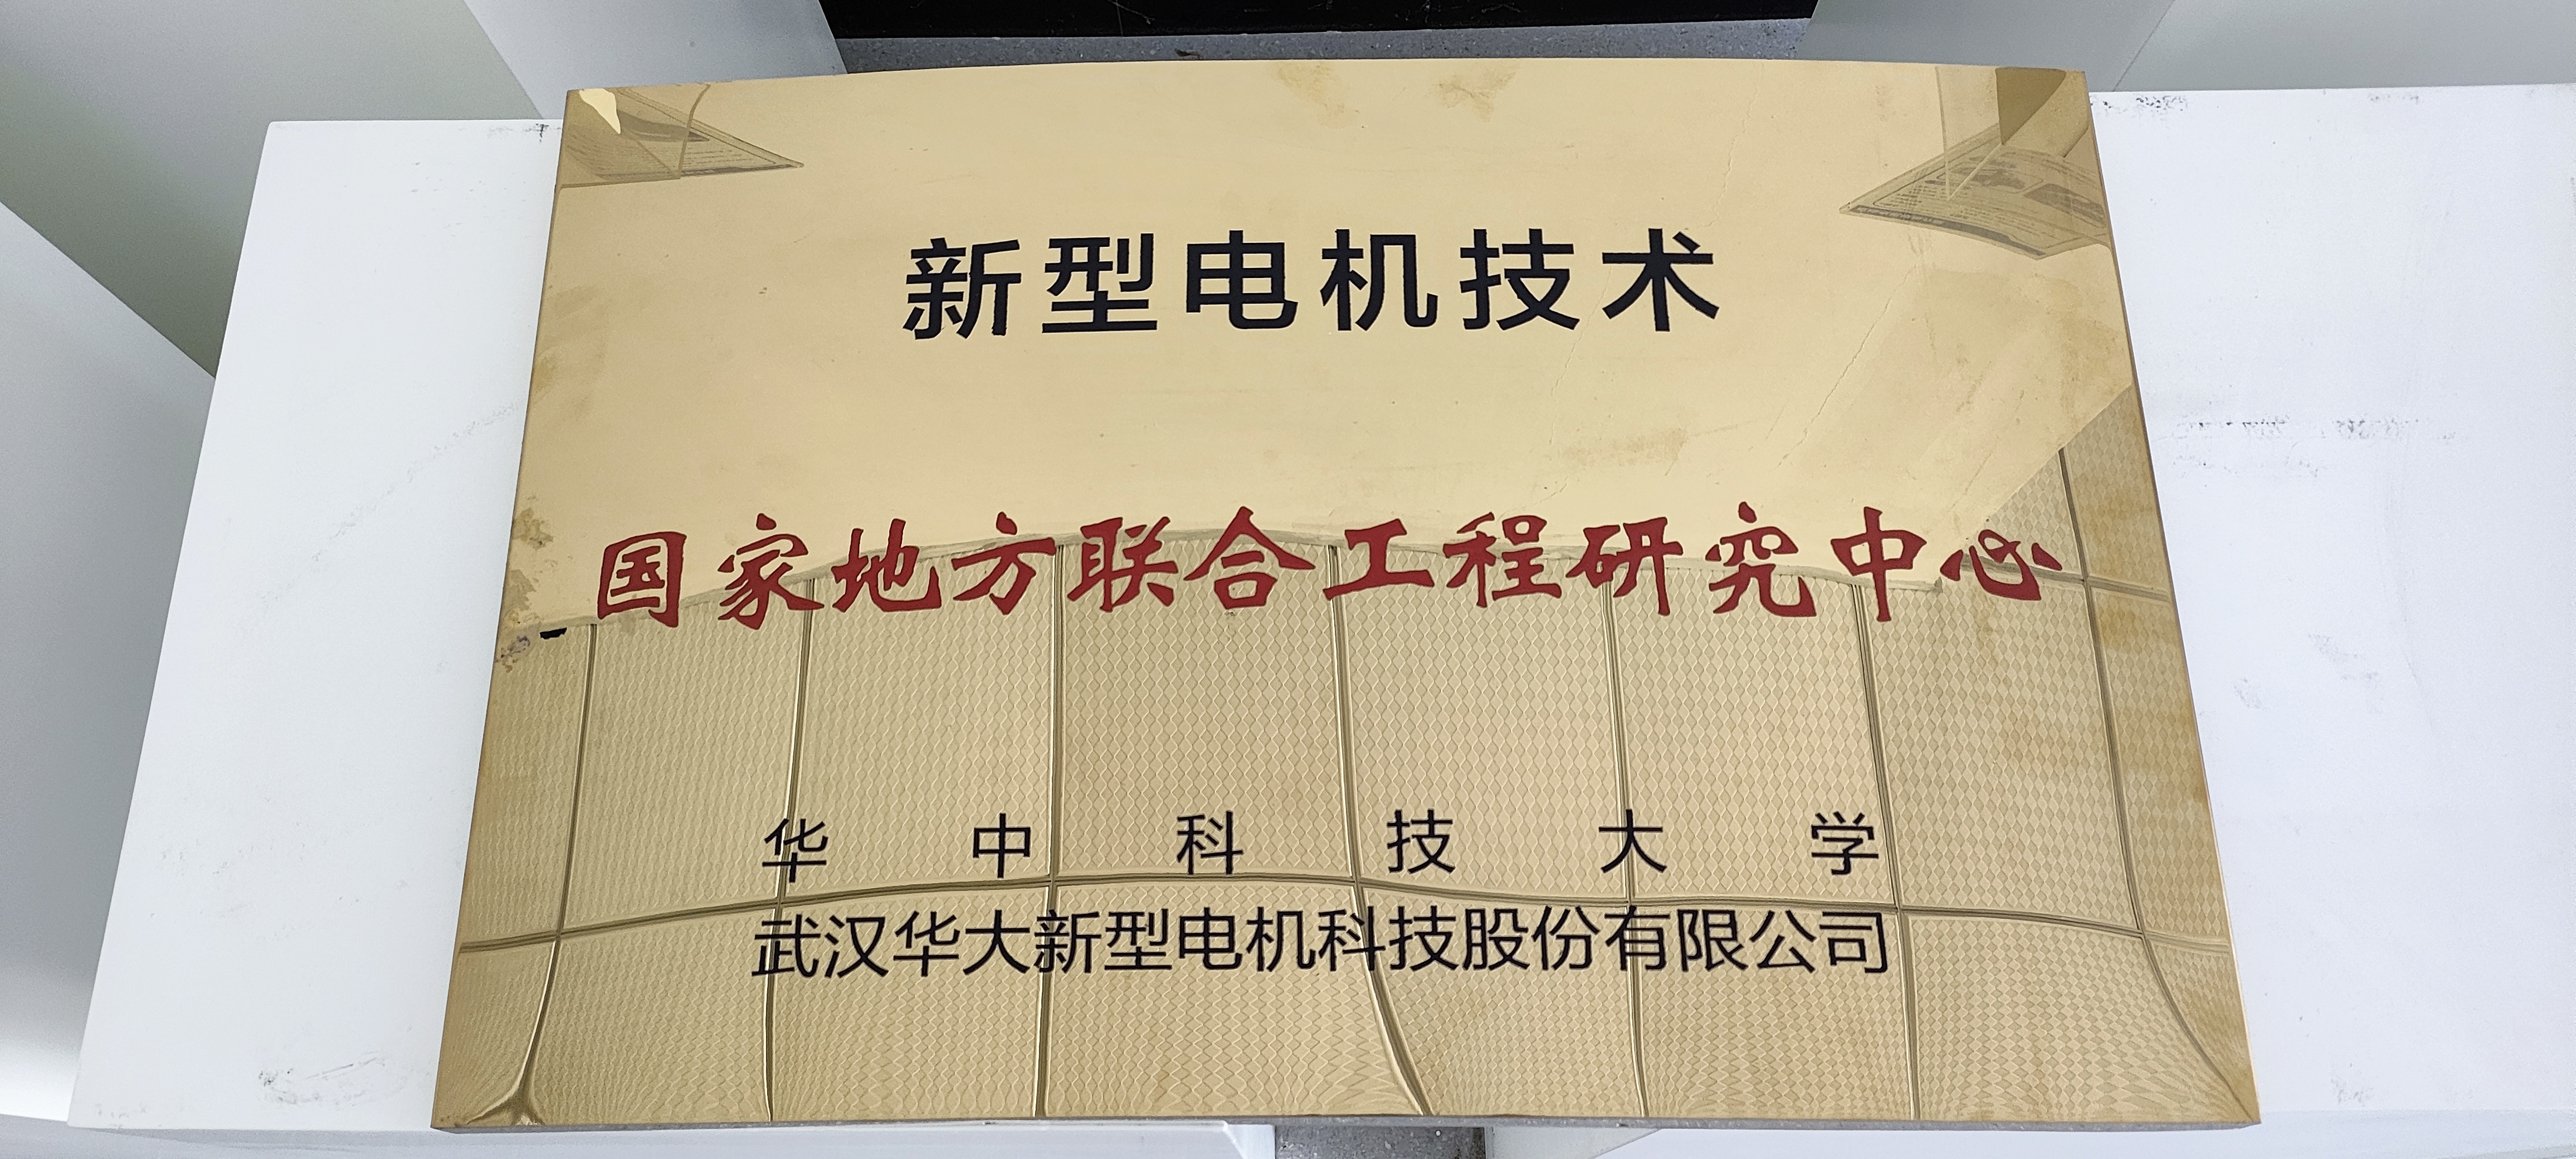 新型电机技术
国家地方联合工程研究中心
华中科技大学
武汉华大新型电机科技股份有限公司